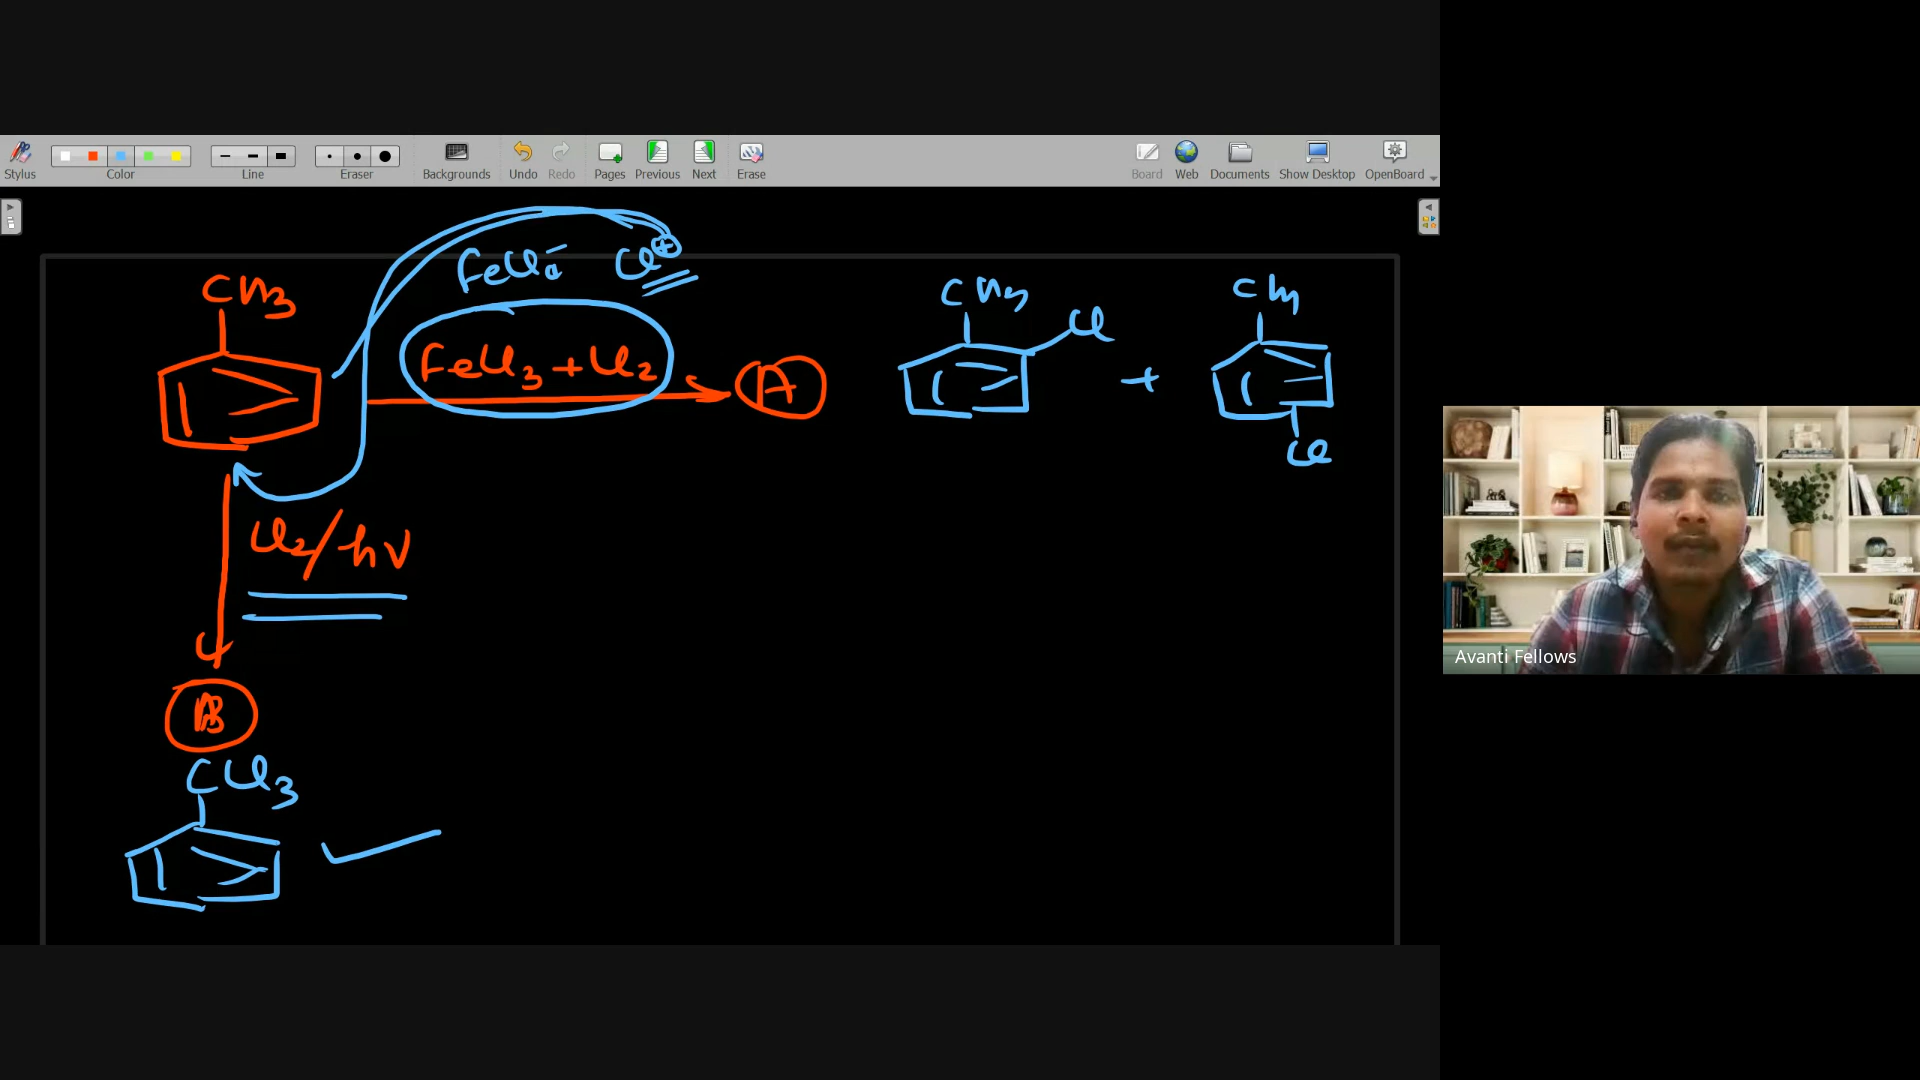 Stylus Color Line Eraser Backgrounds Undo Redo Pages Previous Next Erase Board Web Documents Show Desktop OpenBoard
FeCl4- Cl⊕
CH3
FeCl3 + Cl2
A
CH3
Cl
+
CH3
Cl
Cl2/hν
B
CCl3
Avanti Fellows